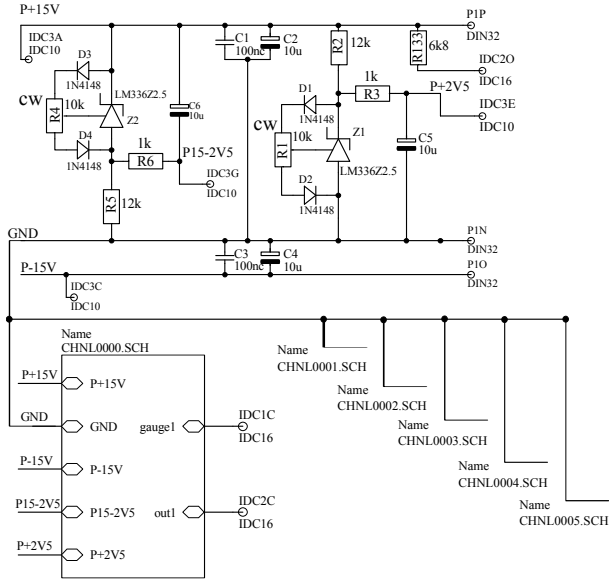 P+15V
P1P
DIN32
IDC3A
IDC10
C1
100nc
C2
10u
R2
12k
R133
6k8
IDC2O
IDC16
D3
1N4148
LM336Z2.5
Z2
cw
R4
10k
D4
1N4148
C6
10u
1k
R6
P15-2V5
IDC3G
IDC10
R5
12k
1k
R3
P+2V5
IDC3E
IDC10
D1
1N4148
cw
R1
10k
Z1
LM336Z2.5
D2
1N4148
C5
10u
GND
P1N
DIN32
C3
100nc
C4
10u
P-15V
P1O
DIN32
IDC3C
IDC10
Name
CHNL0000.SCH
P+15V
P+15V
GND
GND
gauge1
IDC1C
IDC16
P-15V
P-15V
P15-2V5
P15-2V5
out1
IDC2C
IDC16
P+2V5
P+2V5
Name
CHNL0001.SCH
Name
CHNL0002.SCH
Name
CHNL0003.SCH
Name
CHNL0004.SCH
Name
CHNL0005.SCH